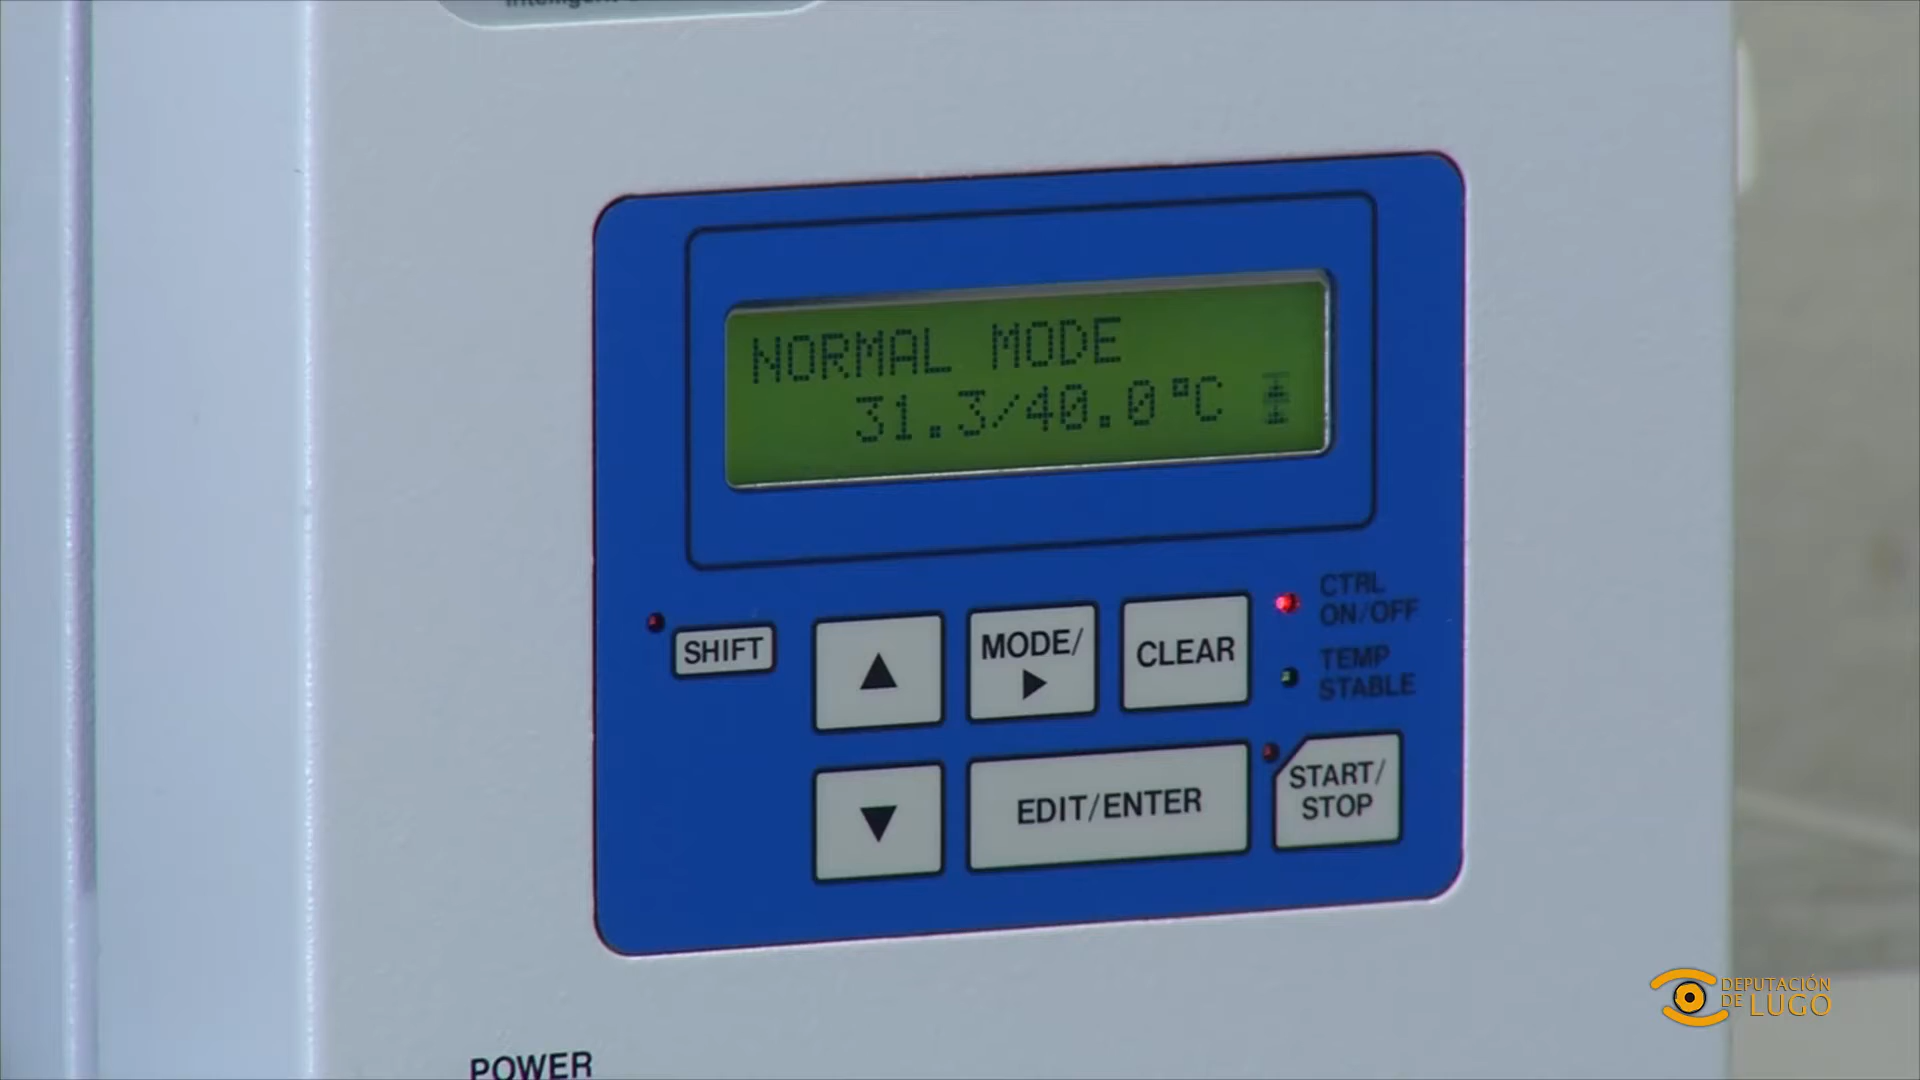 NORMAL MODE
31.3/40.0°C
SHIFT
MODE/
CLEAR
CTRL
ON/OFF
TEMP
STABLE
EDIT/ENTER
START/
STOP
POWER
DEPUTACIÓN
DE LUGO